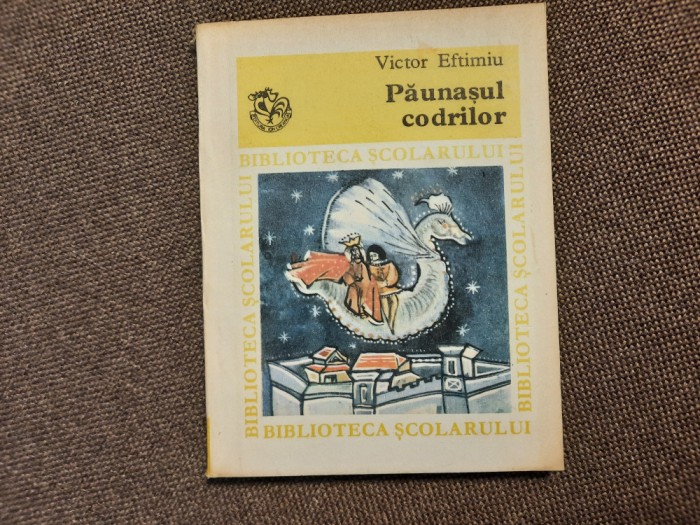 Victor Eftimiu
Păunașul
codrilor
BIBLIOTECA ȘCOLARULUI
BIBLIOTECA ȘCOLARULUI
BIBLIOTECA ȘCOLARULUI
BIBLIOTECA ȘCOLARULUI